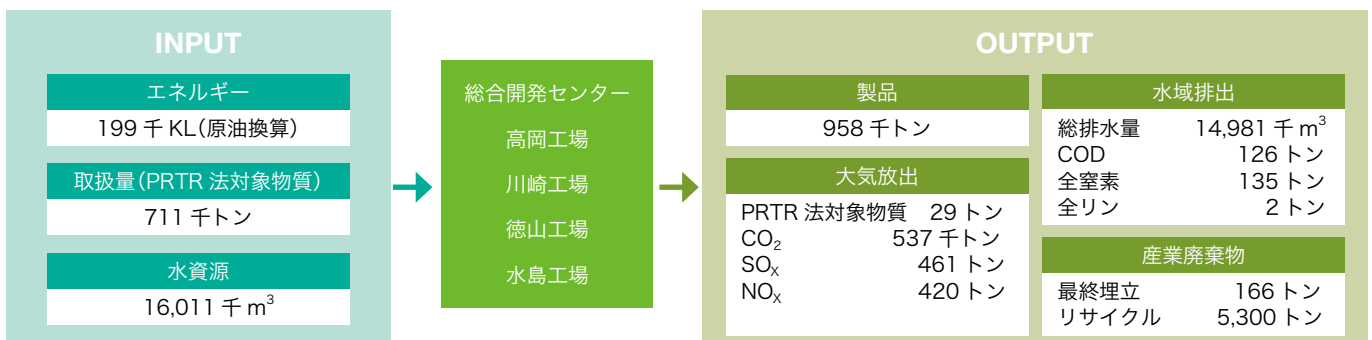 INPUT
エネルギー
199 千 KL(原油換算)
取扱量(PRTR 法対象物質)
711 千トン
水資源
16,011 千 m³
総合開発センター
高岡工場
川崎工場
徳山工場
水島工場
OUTPUT
製品
958 千トン
大気放出
PRTR 法対象物質 29 トン
CO₂ 537 千トン
SOX 461 トン
NOX 420 トン
水域排出
総排水量 14,981 千 m³
COD 126 トン
全窒素 135 トン
全リン 2 トン
産業廃棄物
最終埋立 166 トン
リサイクル 5,300 トン